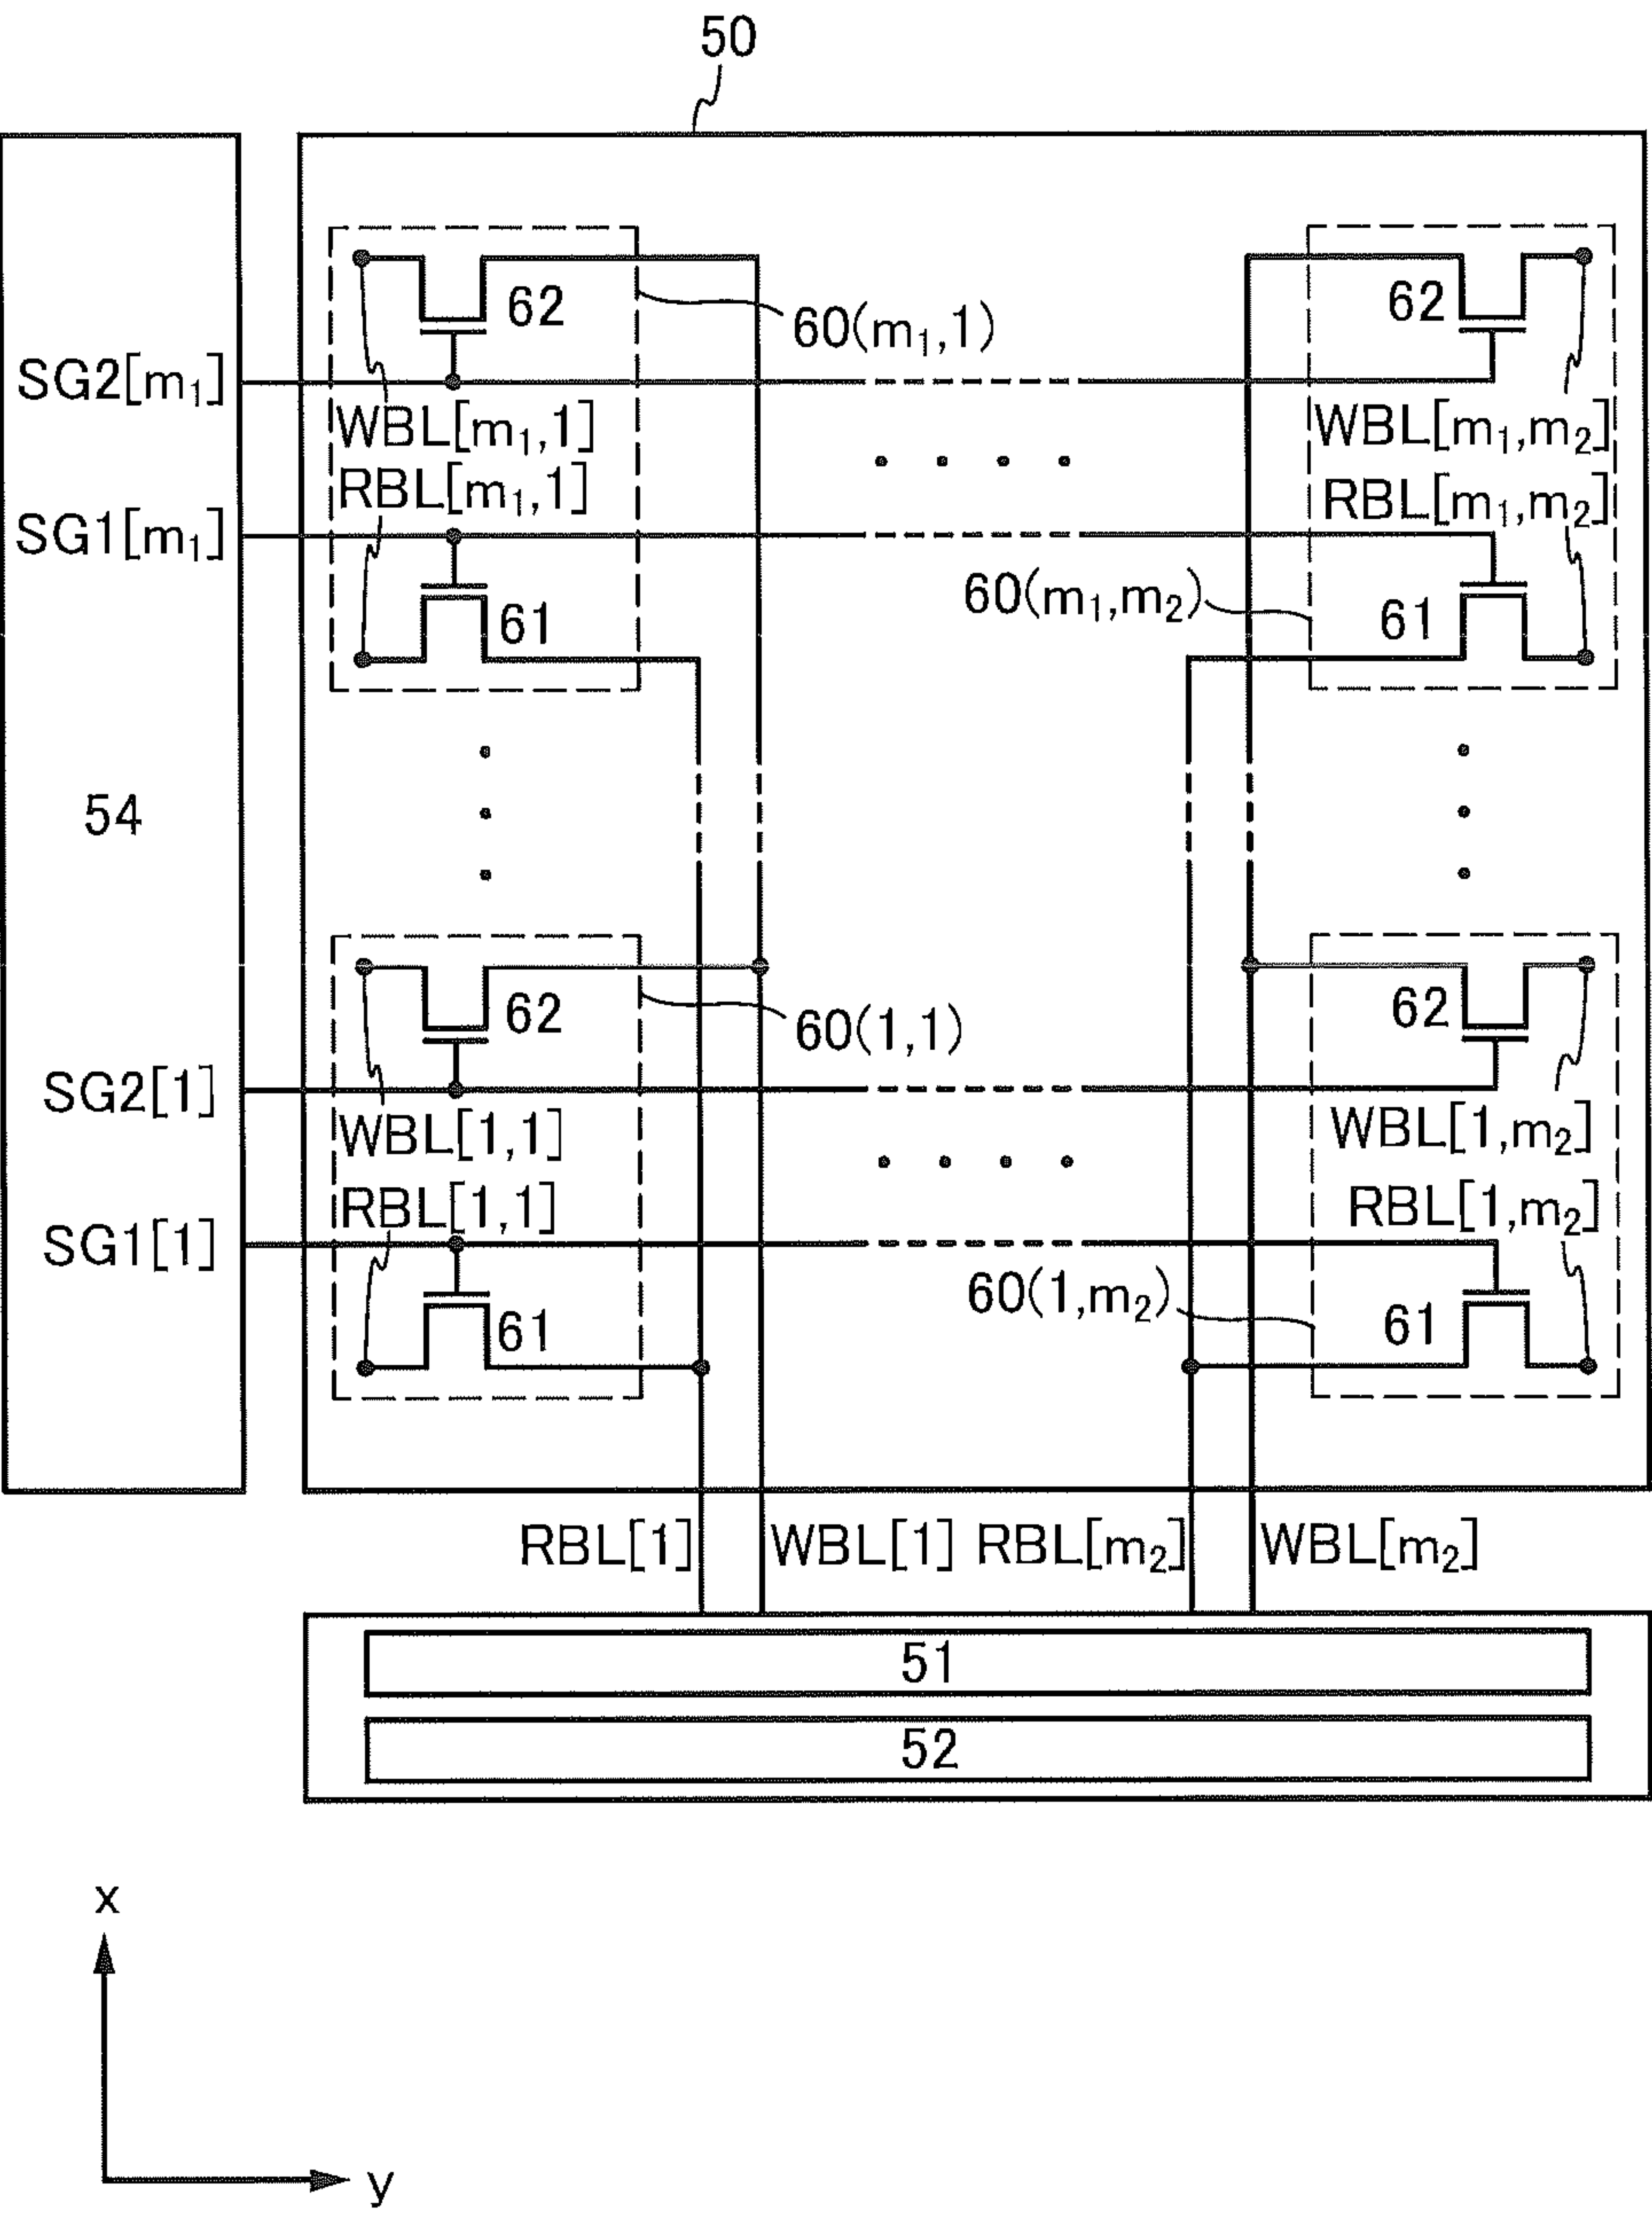 50
62
60(m₁,1)
62
SG2[m₁]
WBL[m₁,1]
WBL[m₁,m₂]
RBL[m₁,1]
RBL[m₁,m₂]
SG1[m₁]
60(m₁,m₂)
61
61
54
62
60(1,1)
62
SG2[1]
WBL[1,1]
WBL[1,m₂]
RBL[1,1]
RBL[1,m₂]
SG1[1]
60(1,m₂)
61
61
RBL[1] WBL[1] RBL[m₂] WBL[m₂]
51
52
x
y